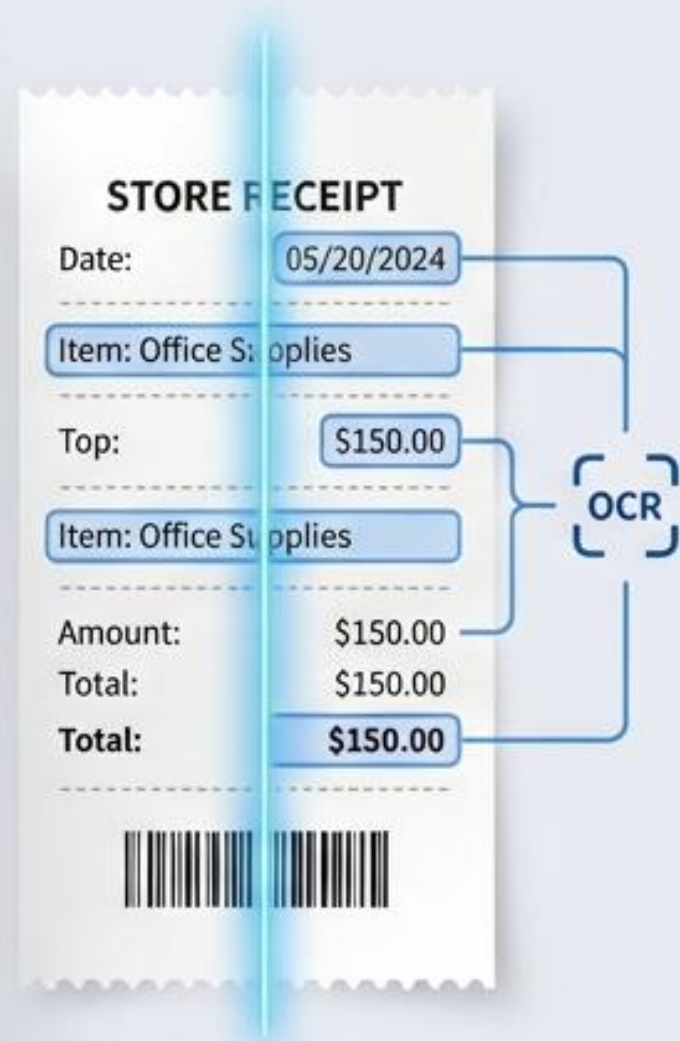 STORE RECEIPT
Date: 05/20/2024
Item: Office Supplies
Top: $150.00
Item: Office Supplies
OCR
Amount: $150.00
Total: $150.00
Total: $150.00